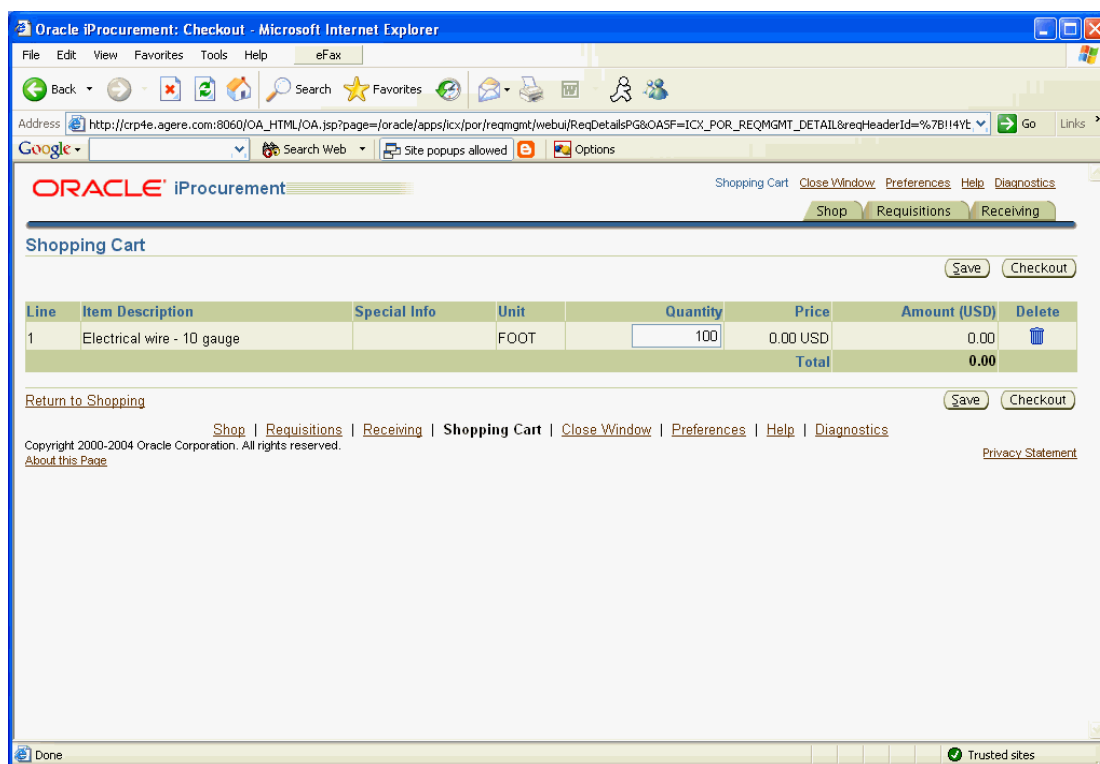 Oracle iProcurement: Checkout - Microsoft Internet Explorer
File Edit View Favorites Tools Help eFax
Back Search Favorites
Address http://crp4e.agere.com:8060/OA_HTML/OA.jsp?page=/oracle/apps/icx/por/reqmgmt/webui/ReqDetailsPG&OASF=ICX_POR_REQMGMT_DETAIL&reqHeaderId=%7B!!4Yt Go Links »
Google Search Web Site popups allowed Options
ORACLE iProcurement
Shopping Cart Close Window Preferences Help Diagnostics
Shop Requisitions Receiving
Shopping Cart
Save Checkout
Line Item Description Special Info Unit Quantity Price Amount (USD) Delete
1 Electrical wire - 10 gauge FOOT 100 0.00 USD 0.00
Total 0.00
Return to Shopping Save Checkout
Shop | Requisitions | Receiving | Shopping Cart | Close Window | Preferences | Help | Diagnostics
Copyright 2000-2004 Oracle Corporation. All rights reserved.
About this Page Privacy Statement
Done Trusted sites